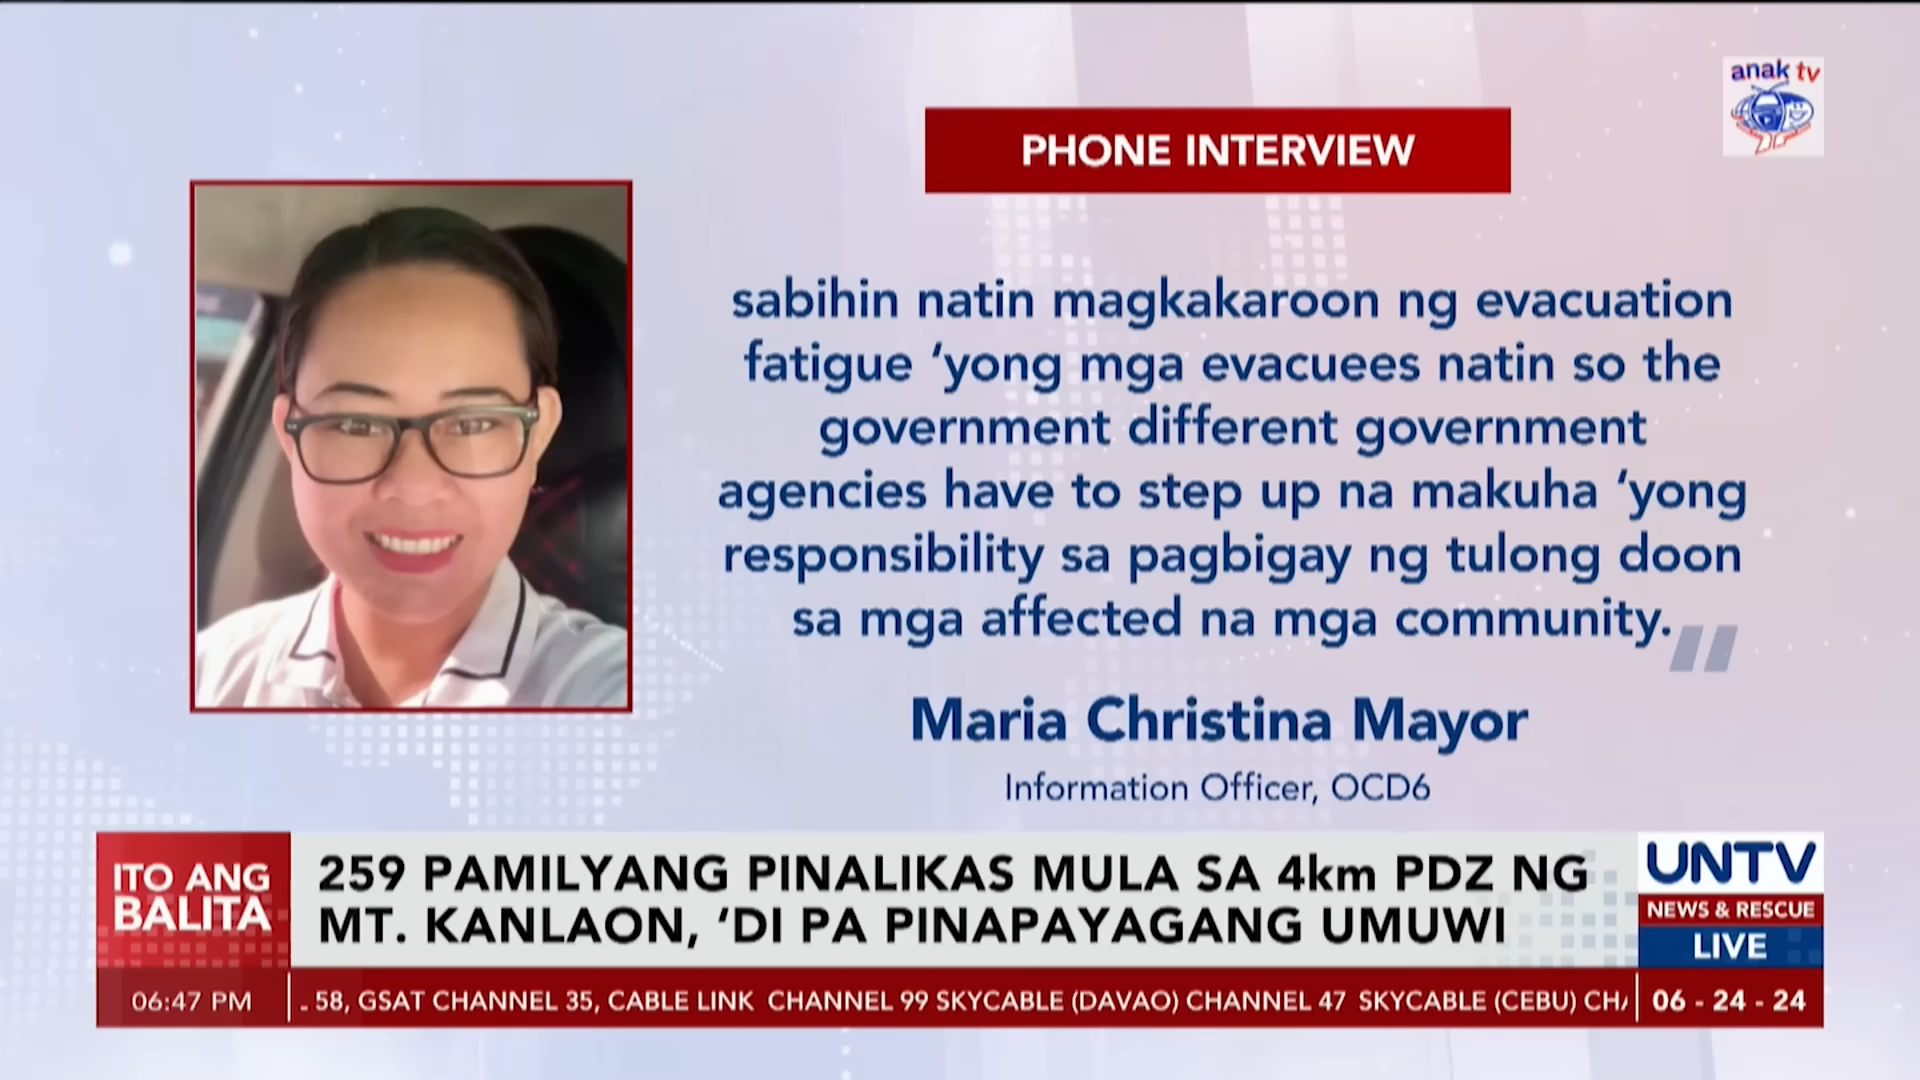 anak tv
PHONE INTERVIEW
sabihin natin magkakaroon ng evacuation
fatigue ‘yong mga evacuees natin so the
government different government
agencies have to step up na makuha ‘yong
responsibility sa pagbigay ng tulong doon
sa mga affected na mga community.
"
Maria Christina Mayor
Information Officer, OCD6
ITO ANG
BALITA
259 PAMILYANG PINALIKAS MULA SA 4km PDZ NG
MT. KANLAON, ‘DI PA PINAPAYAGANG UMUWI
UNTV
NEWS & RESCUE
LIVE
06:47 PM
58, GSAT CHANNEL 35, CABLE LINK CHANNEL 99 SKYCABLE (DAVAO) CHANNEL 47 SKYCABLE (CEBU)
06 - 24 - 24